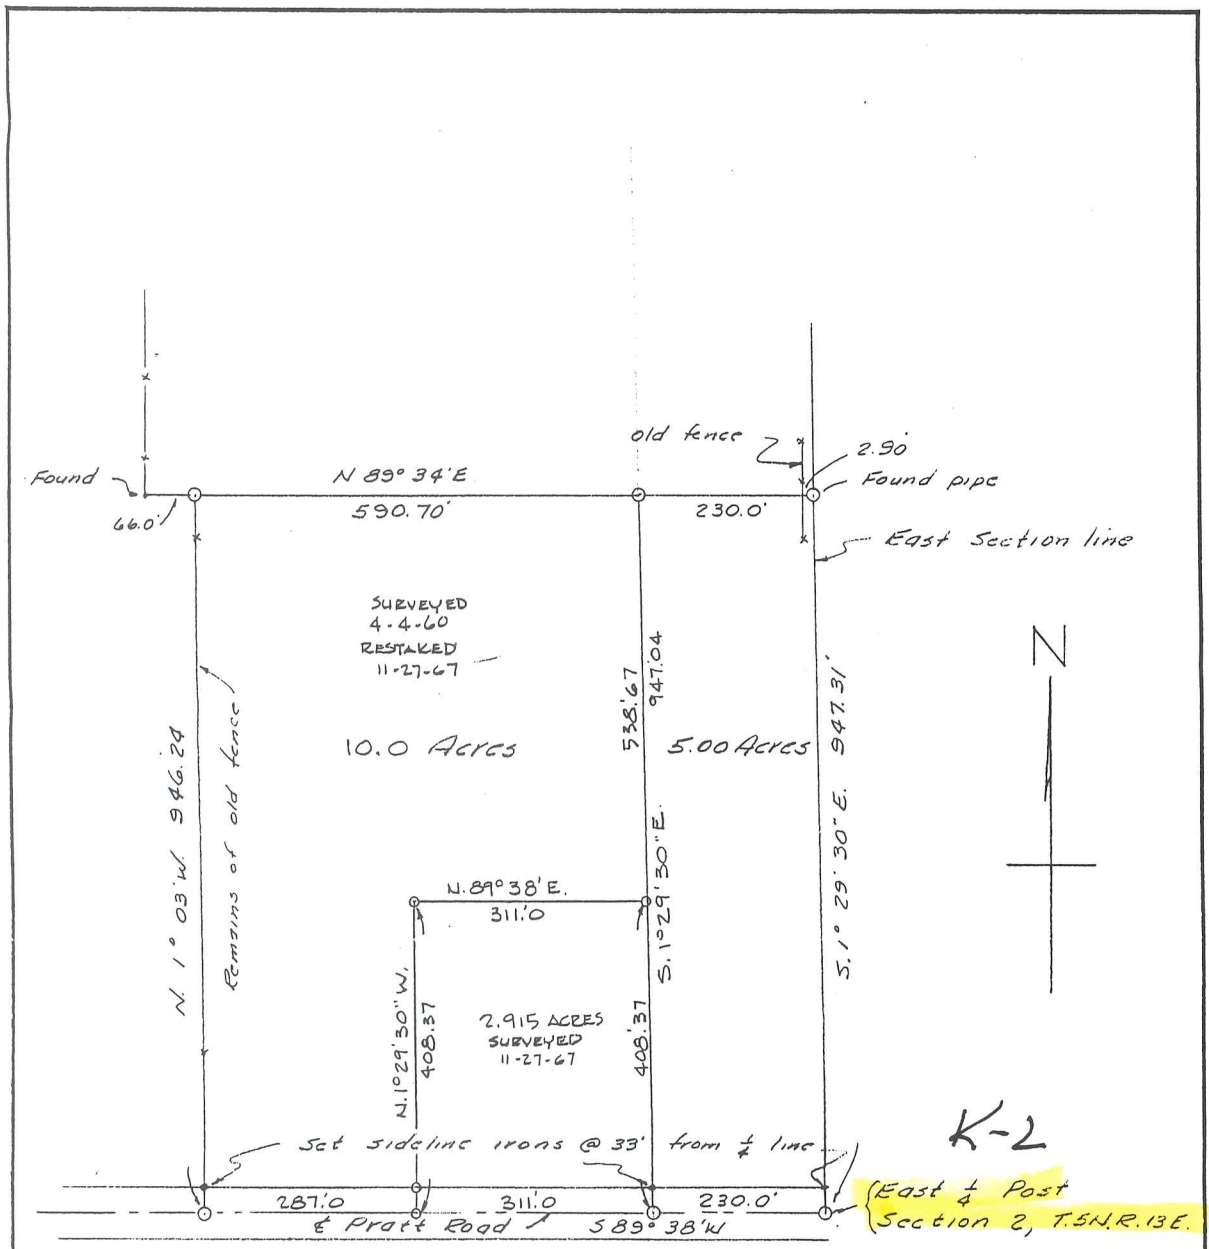 old fence
2.90'
Found
N 89° 34' E
Found pipe
66.0'
590.70'
230.0'
East Section line
SURVEYED
4-4-60
RESTAKED
11-27-67
N
538.67
947.04
10.0 Acres
5.00 Acres
N. 1° 03' W. 946.24
Remains of old fence
S. 1° 29' 30" E. 947.31'
S. 1° 29' 30" E.
N. 89° 38' E.
311.'0
N. 1° 29' 30" W.
408.37
2.915 ACRES
SURVEYED
11-27-67
408.37
K-2
Set sideline irons @ 33' from ¼ line
287.'0
311.'0
230.0'
East ¼ Post
Section 2, T.5N.R.13E.
℄ Pratt Road
S 89° 38' W